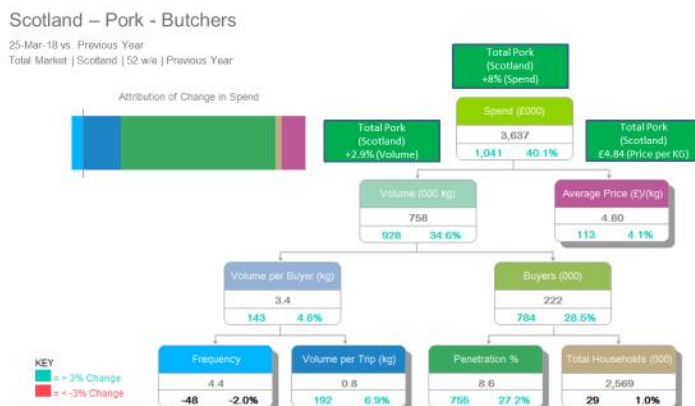 Scotland – Pork - Butchers
25-Mar-18 vs. Previous Year
Total Market | Scotland | 52 w/e | Previous Year
Attribution of Change in Spend
Total Pork
(Scotland)
+8% (Spend)
Total Pork
(Scotland)
+2.9% (Volume)
Spend (£000)
3,637
1,041 40.1%
Total Pork
(Scotland)
£4.84 (Price per KG)
Volume (000 kg)
758
928 34.6%
Average Price (£)/(kg)
4.80
113 4.1%
Volume per Buyer (kg)
3.4
143 4.8%
Buyers (000)
222
784 28.5%
KEY
= > 3% Change
= < -3% Change
Frequency
4.4
-48 -2.0%
Volume per Trip (kg)
0.8
192 6.9%
Penetration %
8.6
755 27.2%
Total Households (000)
2,569
29 1.0%